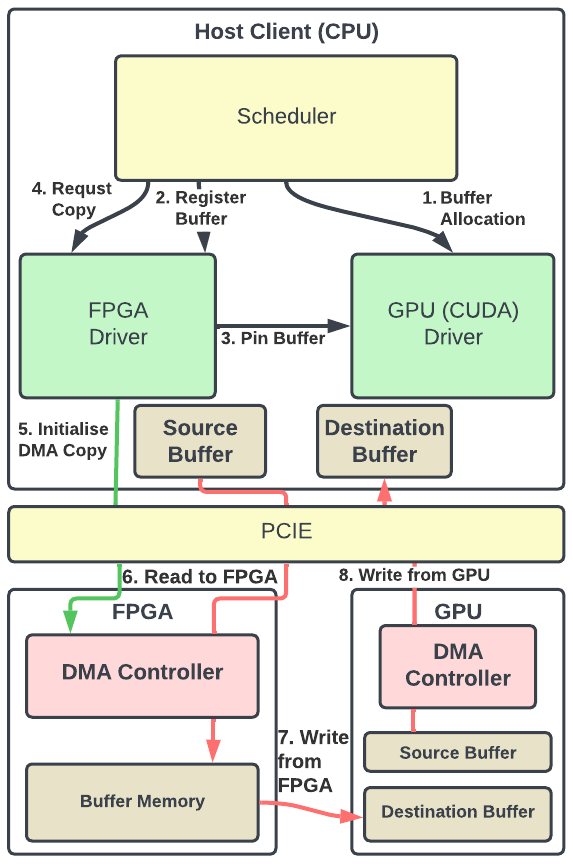 Host Client (CPU)
Scheduler
4. Requst
Copy
2. Register
Buffer
1. Buffer
Allocation
FPGA
Driver
GPU (CUDA)
Driver
3. Pin Buffer
5. Initialise
DMA Copy
Source
Buffer
Destination
Buffer
PCIE
6. Read to FPGA
8. Write from GPU
FPGA
GPU
DMA Controller
DMA
Controller
7. Write
from
FPGA
Source Buffer
Buffer Memory
Destination Buffer